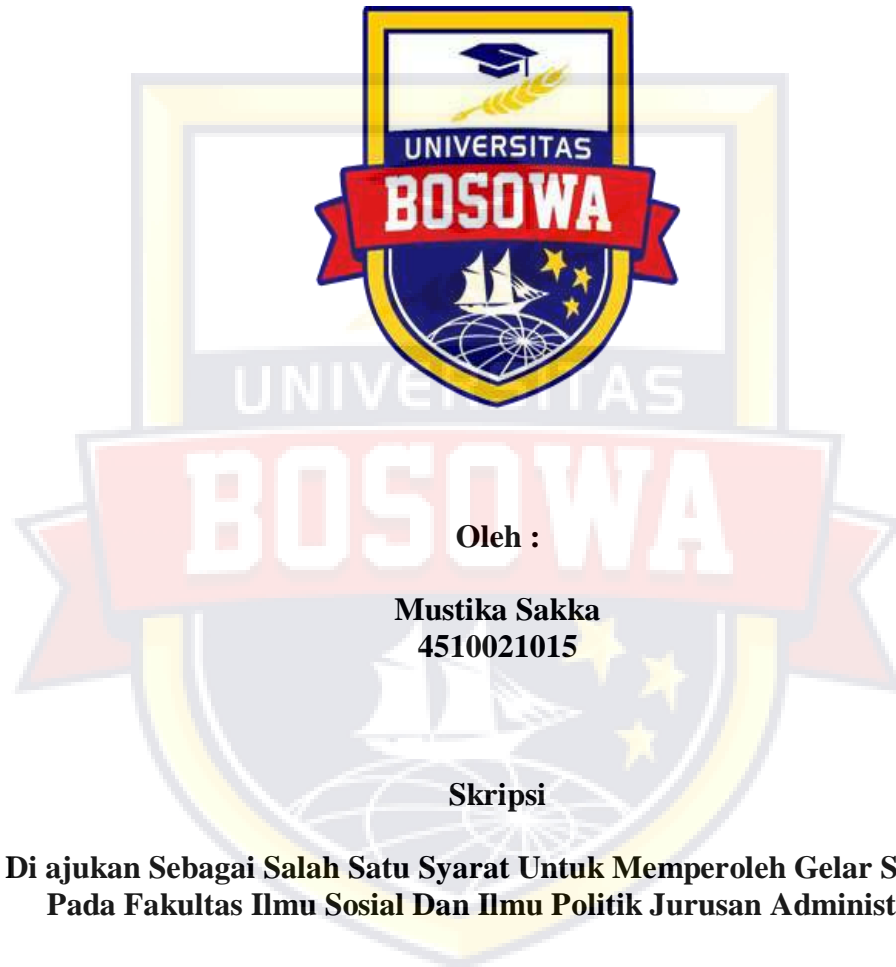 UNIVERSITAS
BOSOWA
UNIVERSITAS
BOSOWA
Oleh :
Mustika Sakka
4510021015
Skripsi
Di ajukan Sebagai Salah Satu Syarat Untuk Memperoleh Gelar
Pada Fakultas Ilmu Sosial Dan Ilmu Politik Jurusan